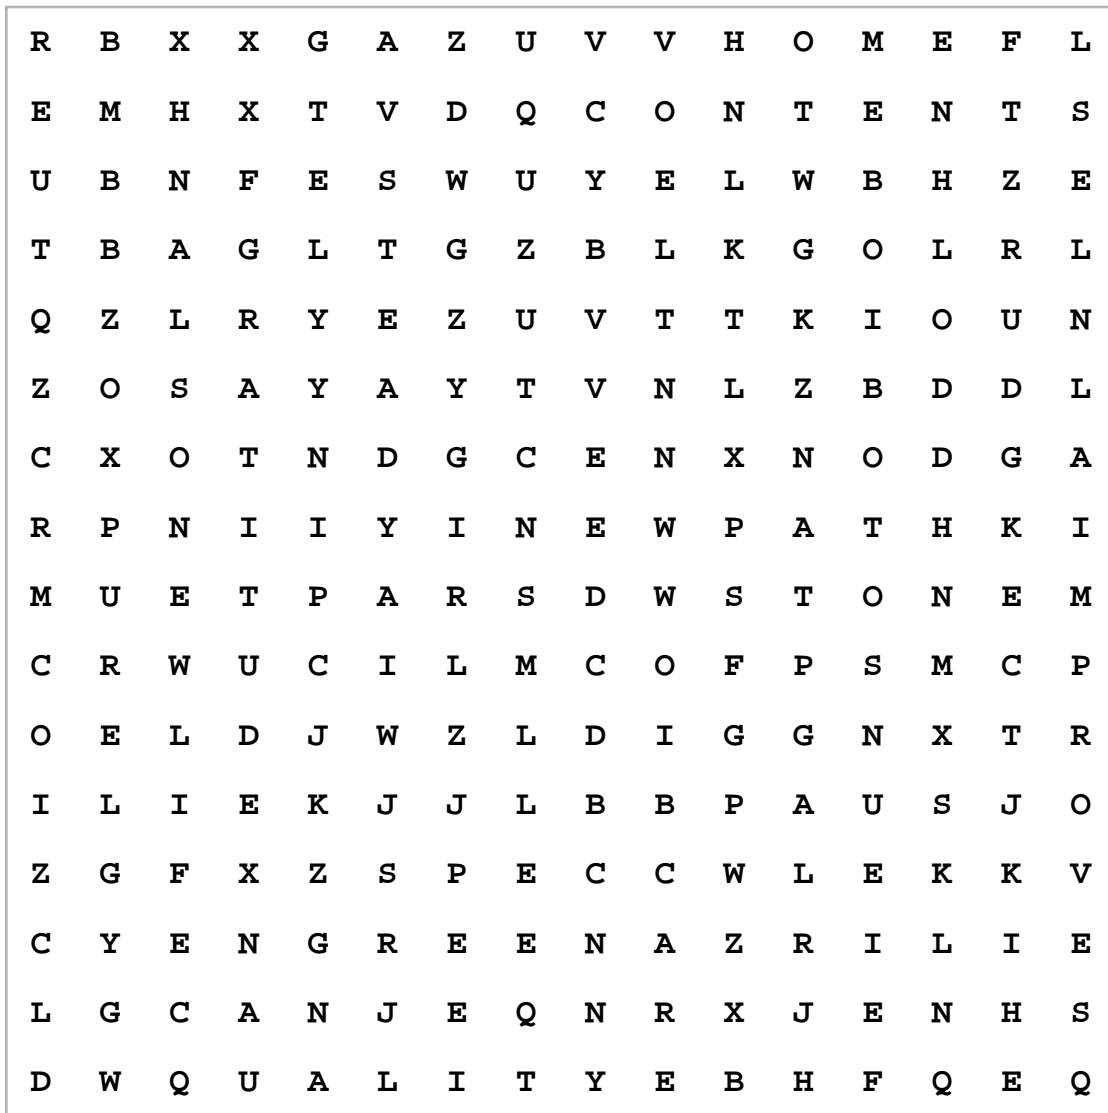 R B X X G A Z U V V H O M E F L
E M H X T V D Q C O N T E N T S
U B N F E S W U Y E L W B H Z E
T B A G L T G Z B L K G O L R L
Q Z L R Y E Z U V T T K I O U N
Z O S A Y A Y T V N L Z B D D L
C X O T N D G C E N X N O D G A
R P N I I Y I N E W P A T H K I
M U E T P A R S D W S T O N E M
C R W U C I L M C O F P S M C P
O E L D J W Z L D I G G N X T R
I L I E K J J L B B P A U S J O
Z G F X Z S P E C C W L E K K V
C Y E N G R E E N A Z R I L I E
L G C A N J E Q N R X J E N H S
D W Q U A L I T Y E B H F Q E Q